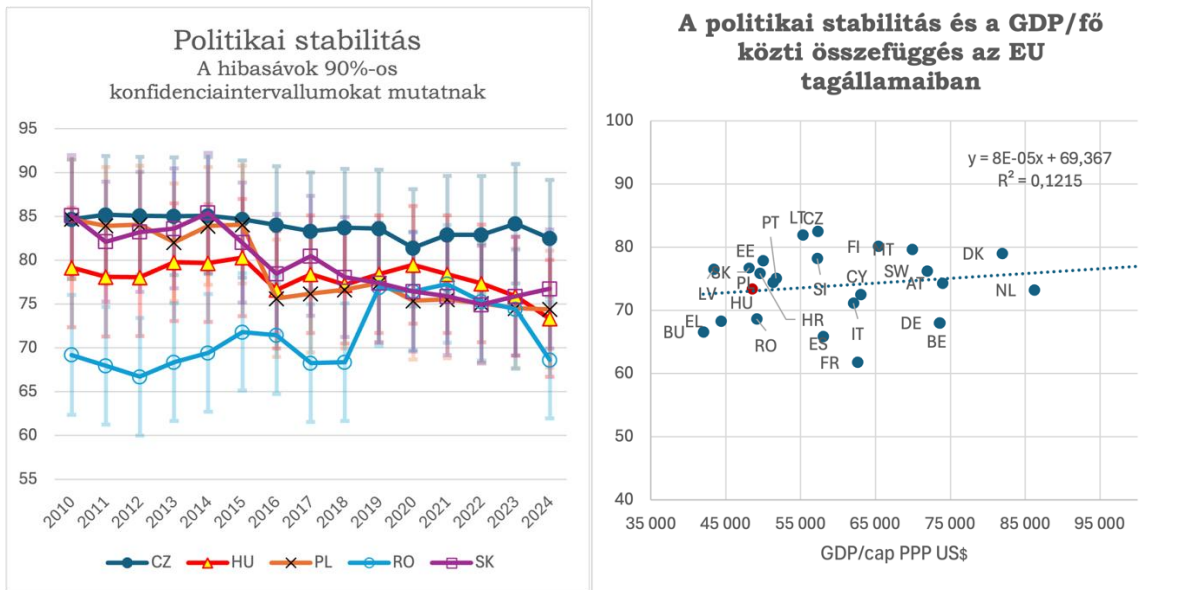 Politikai stabilitás
A hibasávok 90%-os
konfidenciaintervallumokat mutatnak
95
90
85
80
75
70
65
60
55
2010
2011
2012
2013
2014
2015
2016
2017
2018
2019
2020
2021
2022
2023
2024
CZ
HU
PL
RO
SK
A politikai stabilitás és a GDP/fő
közti összefüggés az EU
tagállamaiban
100
90
80
70
60
50
40
y = 8E-05x + 69,367
R² = 0,1215
PT
LT
CZ
EE
FI
MT
DK
SK
PL
LV
HU
SI
CY
SW
AT
NL
BU
EL
RO
HR
ES
IT
FR
DE
BE
35 000
45 000
55 000
65 000
75 000
85 000
95 000
GDP/cap PPP US$